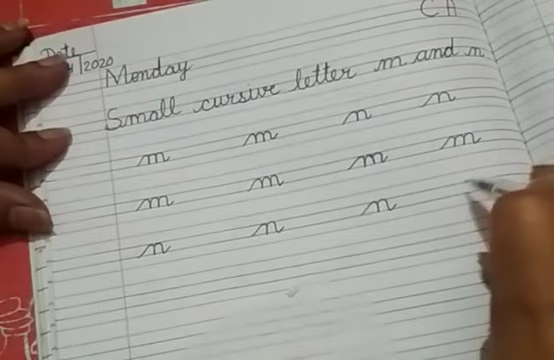 CA
Date
/2020
Monday
Small cursive letter m and n
m m n n
m m m m
n n n